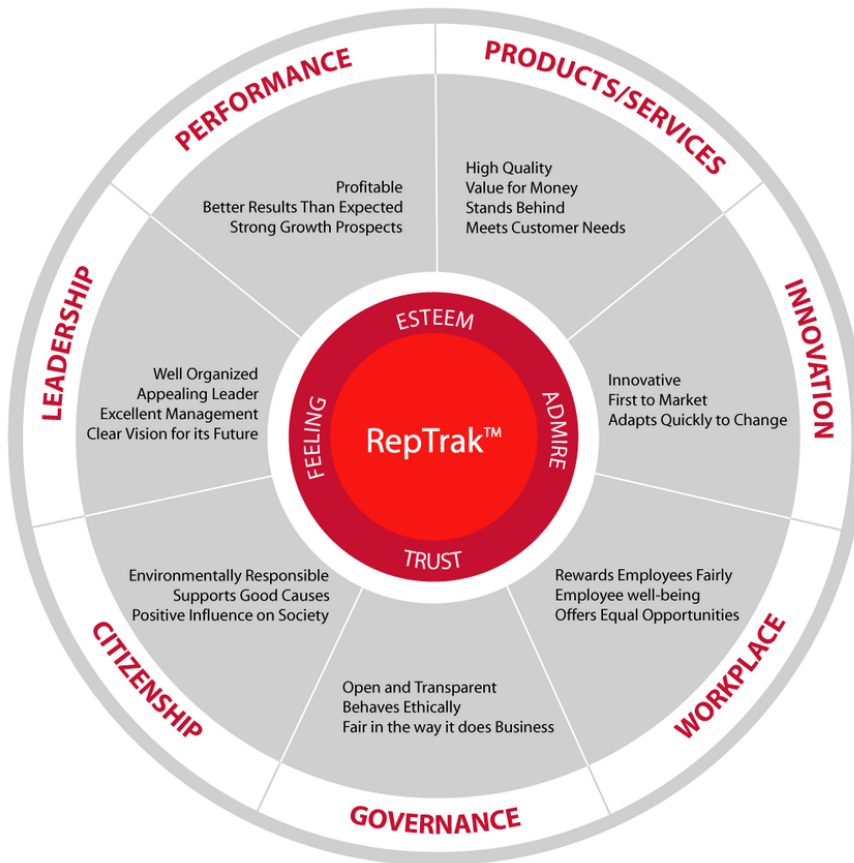 PERFORMANCE
Profitable
Better Results Than Expected
Strong Growth Prospects
PRODUCTS/SERVICES
High Quality
Value for Money
Stands Behind
Meets Customer Needs
INNOVATION
Innovative
First to Market
Adapts Quickly to Change
WORKPLACE
Rewards Employees Fairly
Employee well-being
Offers Equal Opportunities
GOVERNANCE
Open and Transparent
Behaves Ethically
Fair in the way it does Business
CITIZENSHIP
Environmentally Responsible
Supports Good Causes
Positive Influence on Society
LEADERSHIP
Well Organized
Appealing Leader
Excellent Management
Clear Vision for its Future
ESTEEM
ADMIRE
TRUST
FEELING
RepTrak™